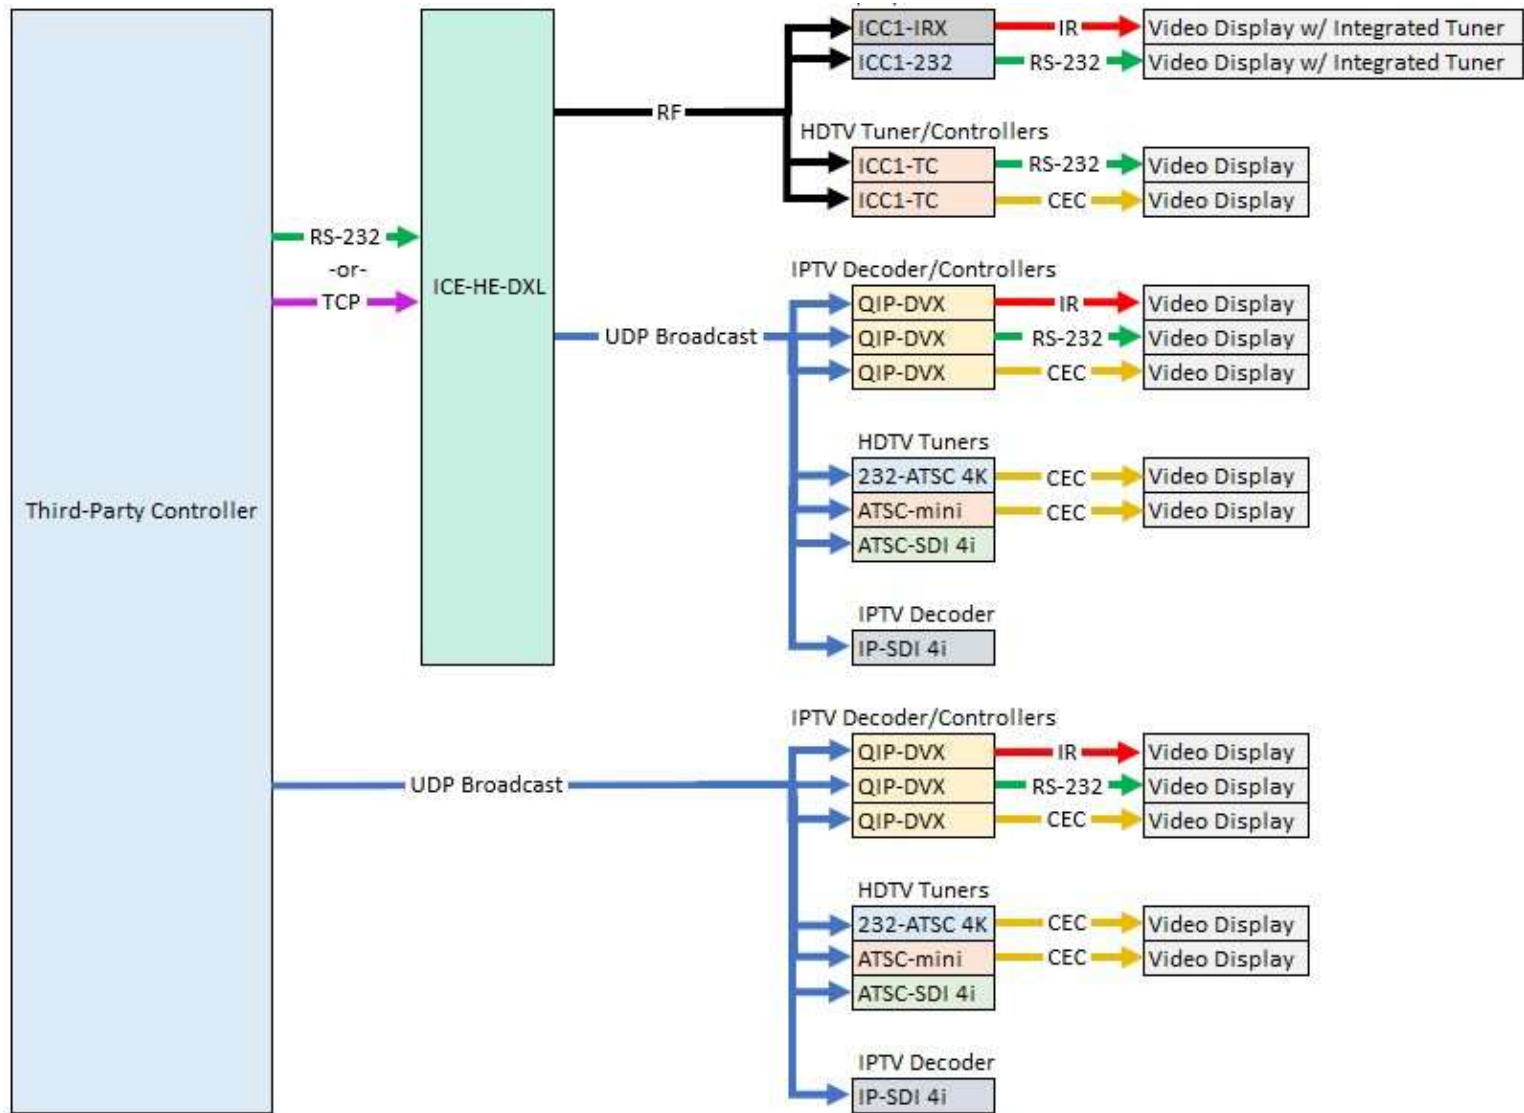 ICC1-IRX IR Video Display w/ Integrated Tuner
ICC1-232 RS-232 Video Display w/ Integrated Tuner
RF
HDTV Tuner/Controllers
ICC1-TC RS-232 Video Display
ICC1-TC CEC Video Display
RS-232
-or-
TCP
ICE-HE-DXL
IPTV Decoder/Controllers
QIP-DVX IR Video Display
UDP Broadcast
QIP-DVX RS-232 Video Display
QIP-DVX CEC Video Display
HDTV Tuners
232-ATSC 4K CEC Video Display
Third-Party Controller
ATSC-mini CEC Video Display
ATSC-SDI 4i
IPTV Decoder
IP-SDI 4i
IPTV Decoder/Controllers
QIP-DVX IR Video Display
UDP Broadcast
QIP-DVX RS-232 Video Display
QIP-DVX CEC Video Display
HDTV Tuners
232-ATSC 4K CEC Video Display
ATSC-mini CEC Video Display
ATSC-SDI 4i
IPTV Decoder
IP-SDI 4i